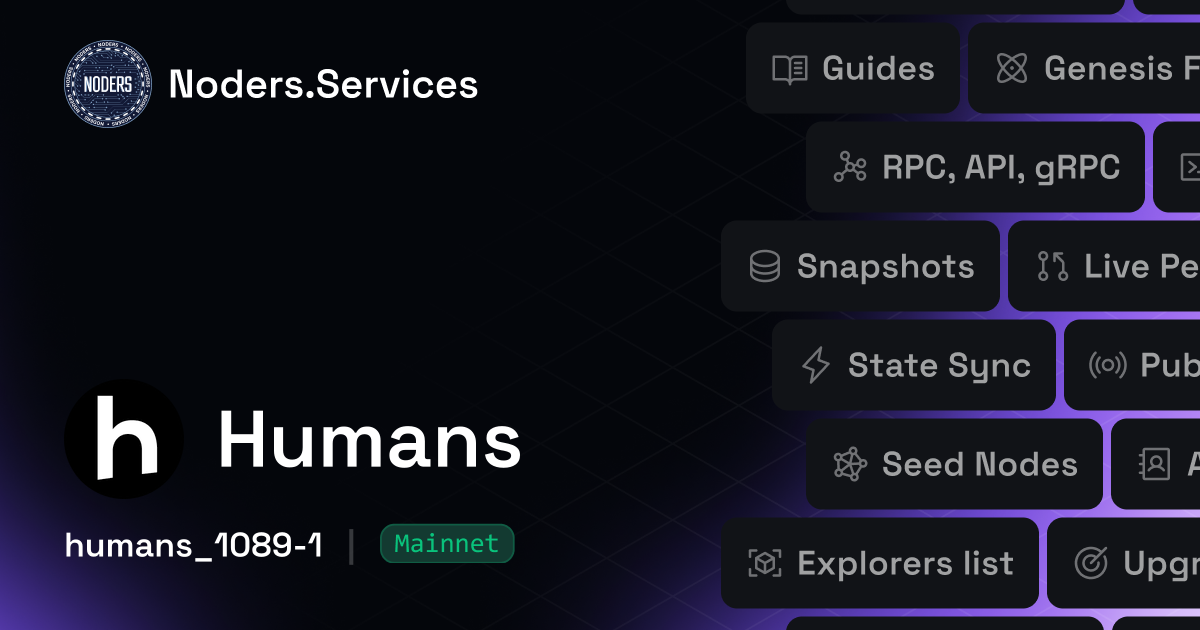 NODERS
Noders.Services
Guides
Genesis F
RPC, API, gRPC
Snapshots
Live Pe
State Sync
Pub
Seed Nodes
A
Explorers list
Upgr
h
Humans
humans_1089-1 | Mainnet